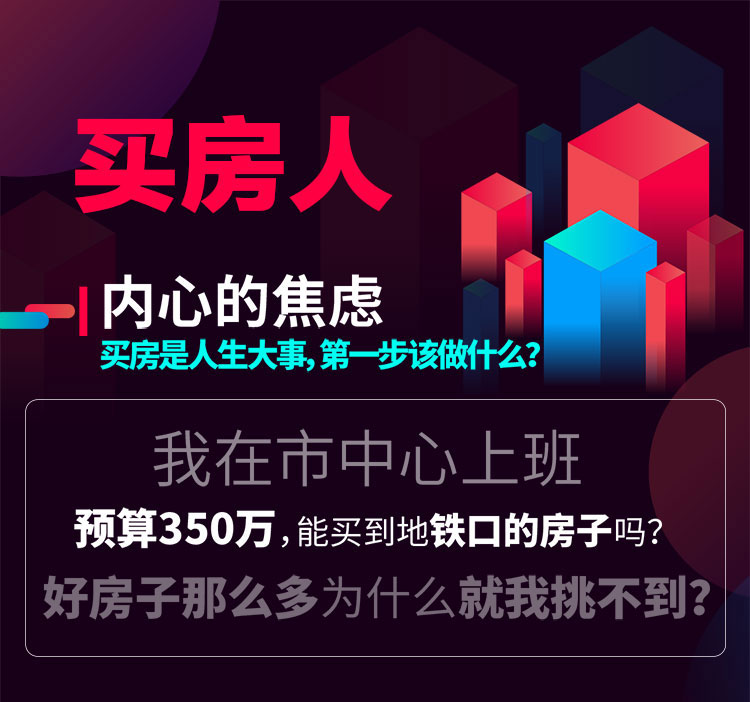 买房人
内心的焦虑
买房是人生大事,第一步该做什么?
我在市中心上班
预算350万,能买到地铁口的房子吗?
好房子那么多为什么就我挑不到?